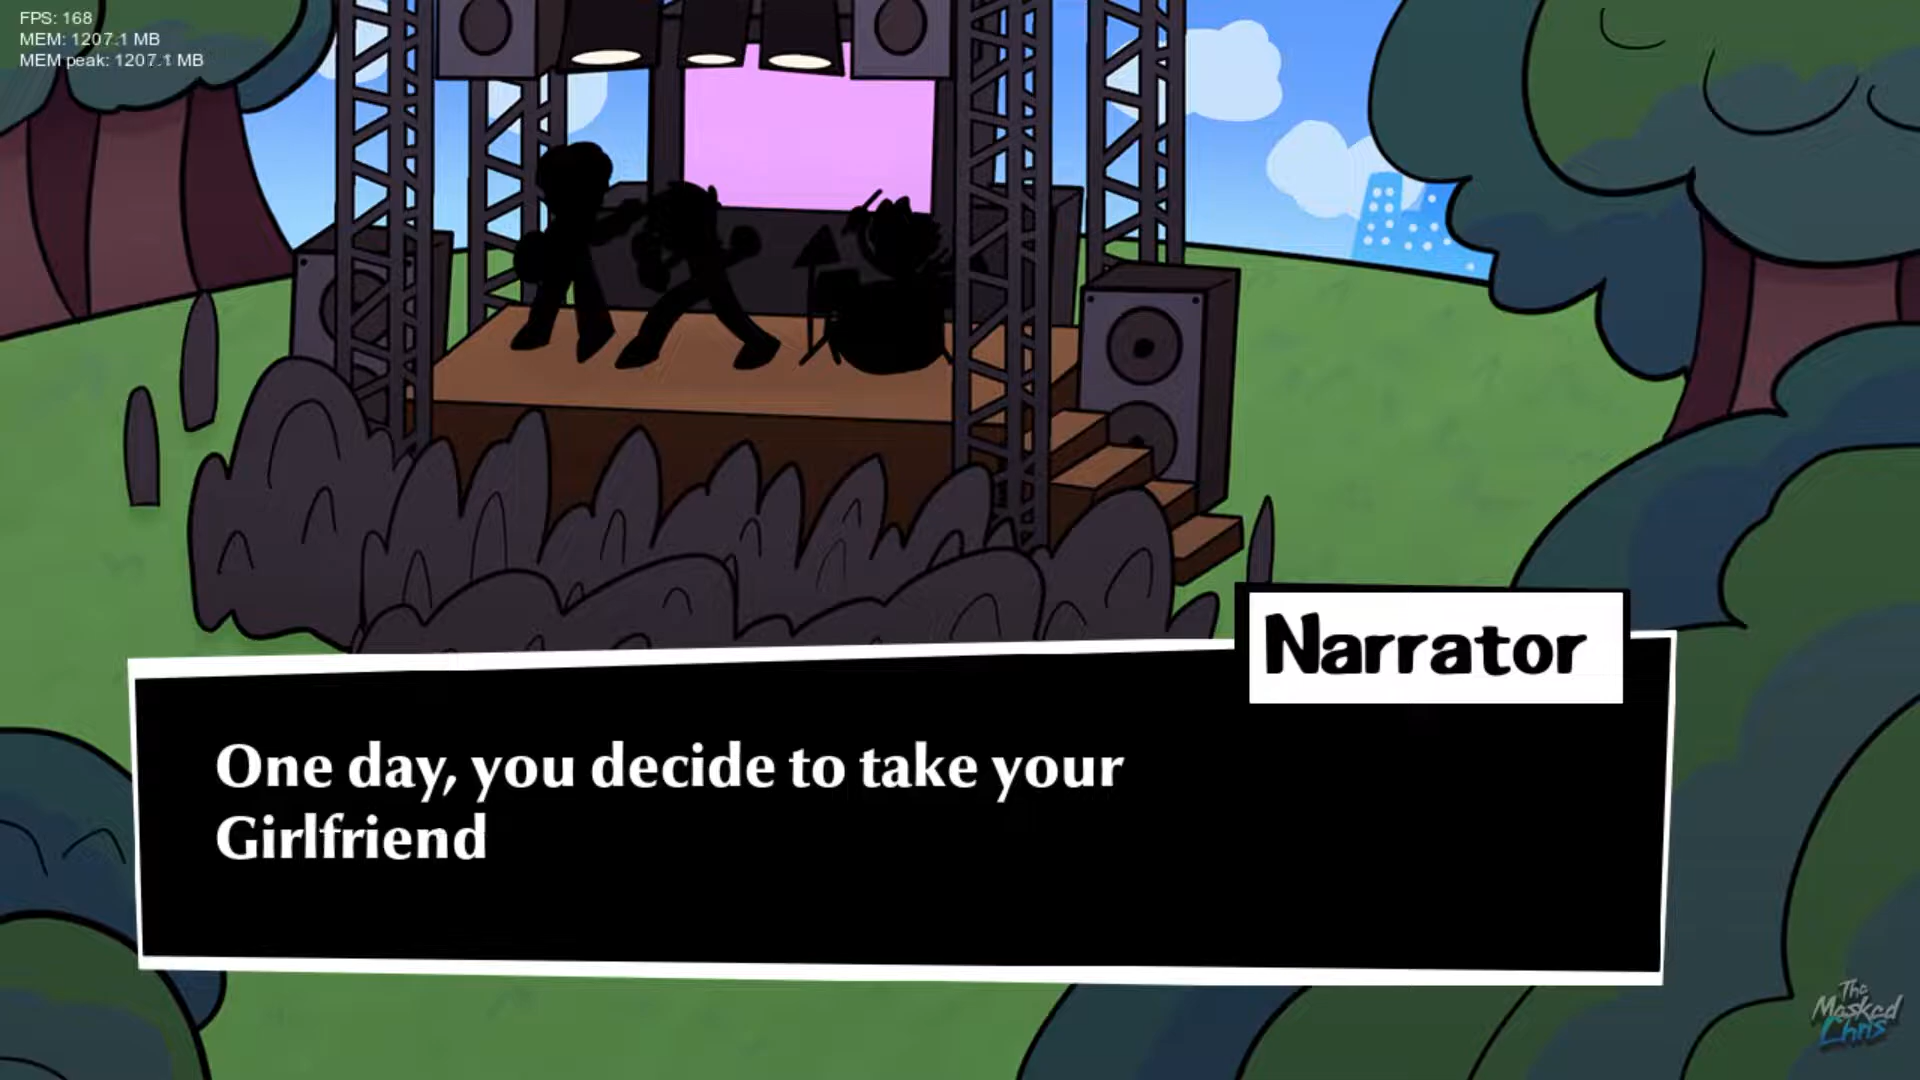 FPS: 168
MEM: 1207.1 MB
MEM peak: 1207.1 MB
Narrator
One day, you decide to take your
Girlfriend
The
Masked
Chris